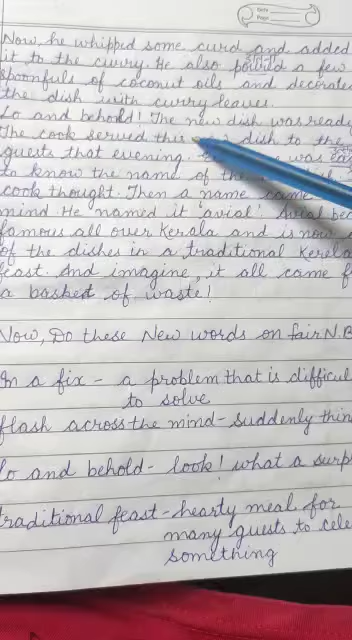 Now, he whipped some curd, and added
it to the curry. He also poured a few
spoonfuls of coconut oils and decorate
the dish with curry leaves.
Lo and behold! The new dish was read
The cook served this dish to the
guests that evening. was
to know the name of the
cook thought. Then a name came
mind. He named it 'avial'. Avial be
famous all over Kerala and is now
of the dishes in a traditional Kerala
feast. And imagine, it all came f
a basked of waste!
Now, Do these New words on fair N.B
In a fix - a problem that is difficul
to solve
flash across the mind - suddenly thin
lo and behold - look! what a surp
traditional feast - hearty meal for
many guests to cele
something